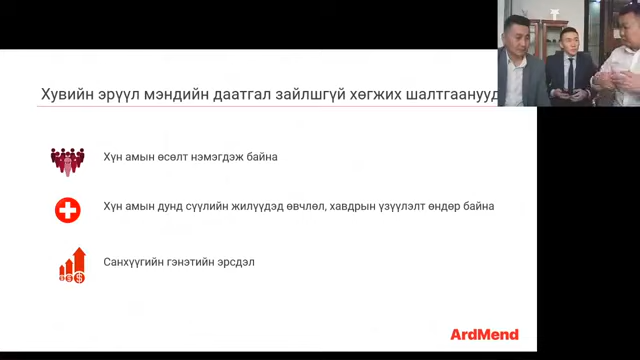 Хувийн эрүүл мэндийн даатгал зайлшгүй хөгжих шалтгаанууд
Хүн амын өсөлт нэмэгдэж байна
Хүн амын дунд сүүлийн жилүүдэд өвчлөл, хавдрын үзүүлэлт өндөр байна
Санхүүгийн гэнэтийн эрсдэл
ArdMend